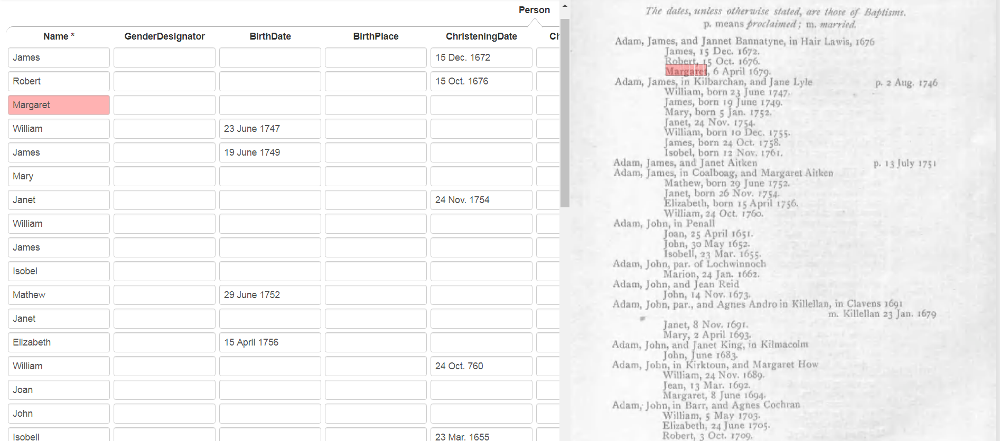 Person
Name * GenderDesignator BirthDate BirthPlace ChristeningDate Ch
James 15 Dec. 1672
Robert 15 Oct. 1676
Margaret
William 23 June 1747
James 19 June 1749
Mary
Janet 24 Nov. 1754
William
James
Isobel
Mathew 29 June 1752
Janet
Elizabeth 15 April 1756
William 24 Oct. 760
Joan
John
Isobell 23 Mar. 1655
The dates, unless otherwise stated, are those of Baptisms.
p. means proclaimed; m. married.
Adam, James, and Jannet Bannatyne, in Hair Lawis, 1676
James, 15 Dec. 1672.
Robert, 15 Oct. 1676.
Margaret, 6 April 1679.
Adam, James, in Kilbarchan, and Jane Lyle p. 2 Aug. 1746
William, born 23 June 1747.
James, born 19 June 1749.
Mary, born 5 Jan. 1752.
Janet, 24 Nov. 1754.
William, born 10 Dec. 1755.
James, born 24 Oct. 1758.
Isobel, born 12 Nov. 1761.
Adam, James, and Janet Aitken p. 13 July 1751
Adam, James, in Coalboag, and Margaret Aitken
Mathew, born 29 June 1752.
Janet, born 26 Nov. 1754.
Elizabeth, born 15 April 1756.
William, 24 Oct. 1760.
Adam, John, in Penall
Joan, 25 April 1651.
John, 30 May 1652.
Isobell, 23 Mar. 1655.
Adam, John, par. of Lochwinnoch
Marion, 24 Jan. 1662.
Adam, John, and Jean Reid
John, 14 Nov. 1673.
Adam, John, par., and Agnes Andro in Killellan, in Clavens 1691
m. Killellan 23 Jan. 1679
Janet, 8 Nov. 1691.
Mary, 2 April 1693.
Adam, John, and Janet King, in Kilmacolm
John, June 1683.
Adam, John, in Kirktoun, and Margaret How
William, 24 Nov. 1689.
Jean, 13 Mar. 1692.
Margaret, 8 June 1694.
Adam, John, in Barr, and Agnes Cochran
William, 5 May 1703.
Elizabeth, 24 June 1705.
Robert, 3 Oct. 1709.